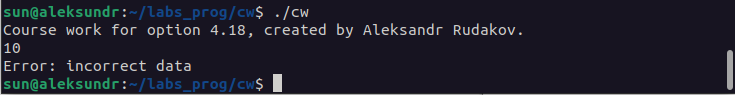 sun@aleksundr:~/labs_prog/cw$ ./cw
Course work for option 4.18, created by Aleksandr Rudakov.
10
Error: incorrect data
sun@aleksundr:~/labs_prog/cw$